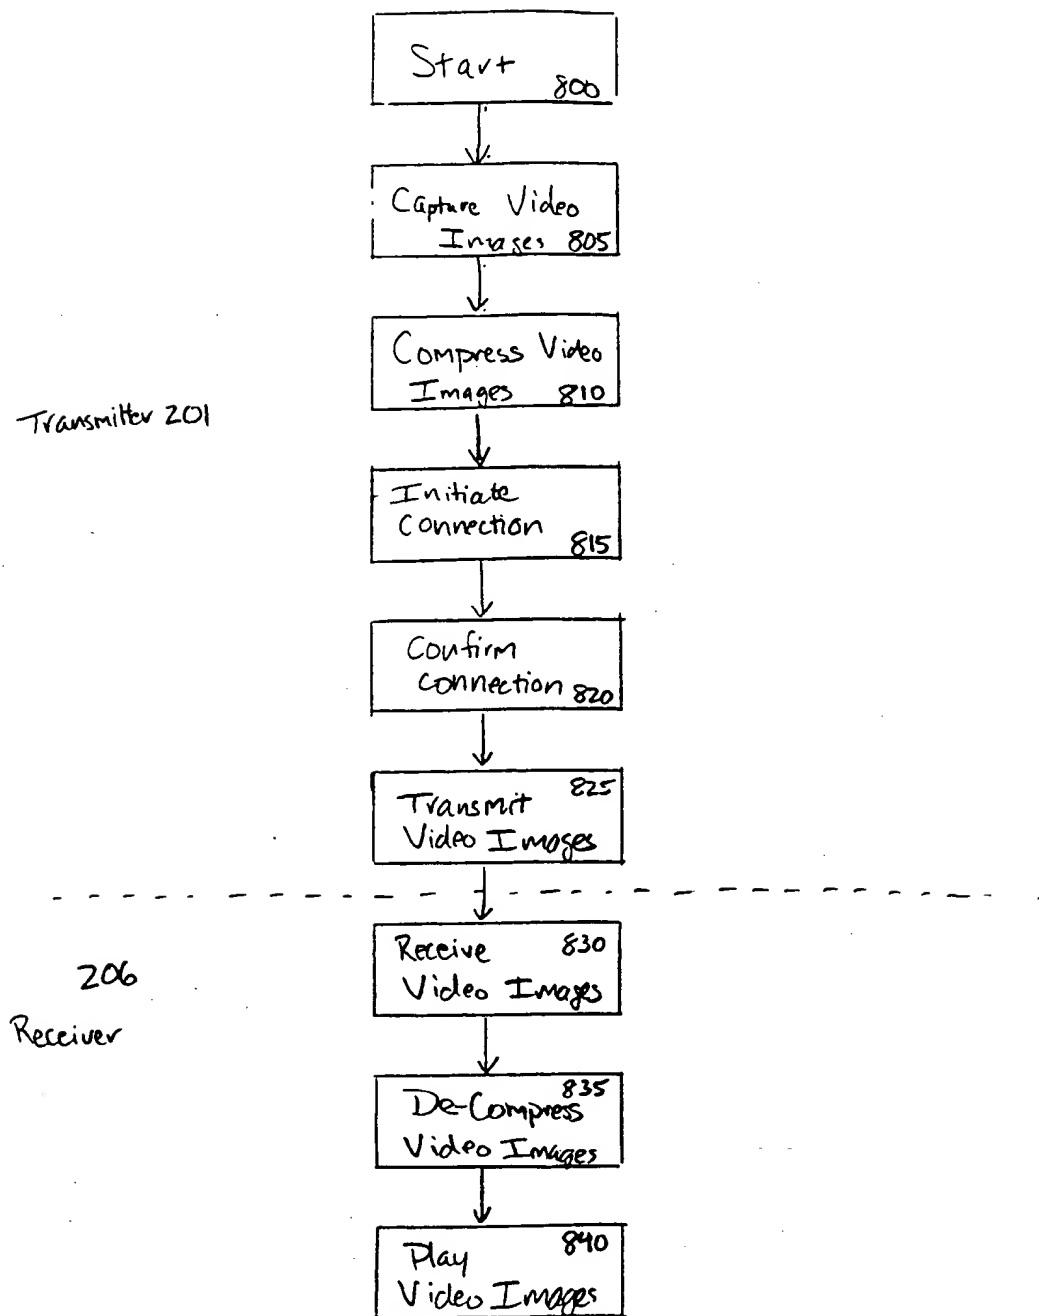 Start
800
Capture Video
Images 805
Compress Video
Images 810
Transmitter 201
Initiate
Connection
815
Confirm
connection 820
825
Transmit
Video Images
Receive 830
Video Images
206
Receiver
835
De-Compress
Video Images
840
Play
Video Images